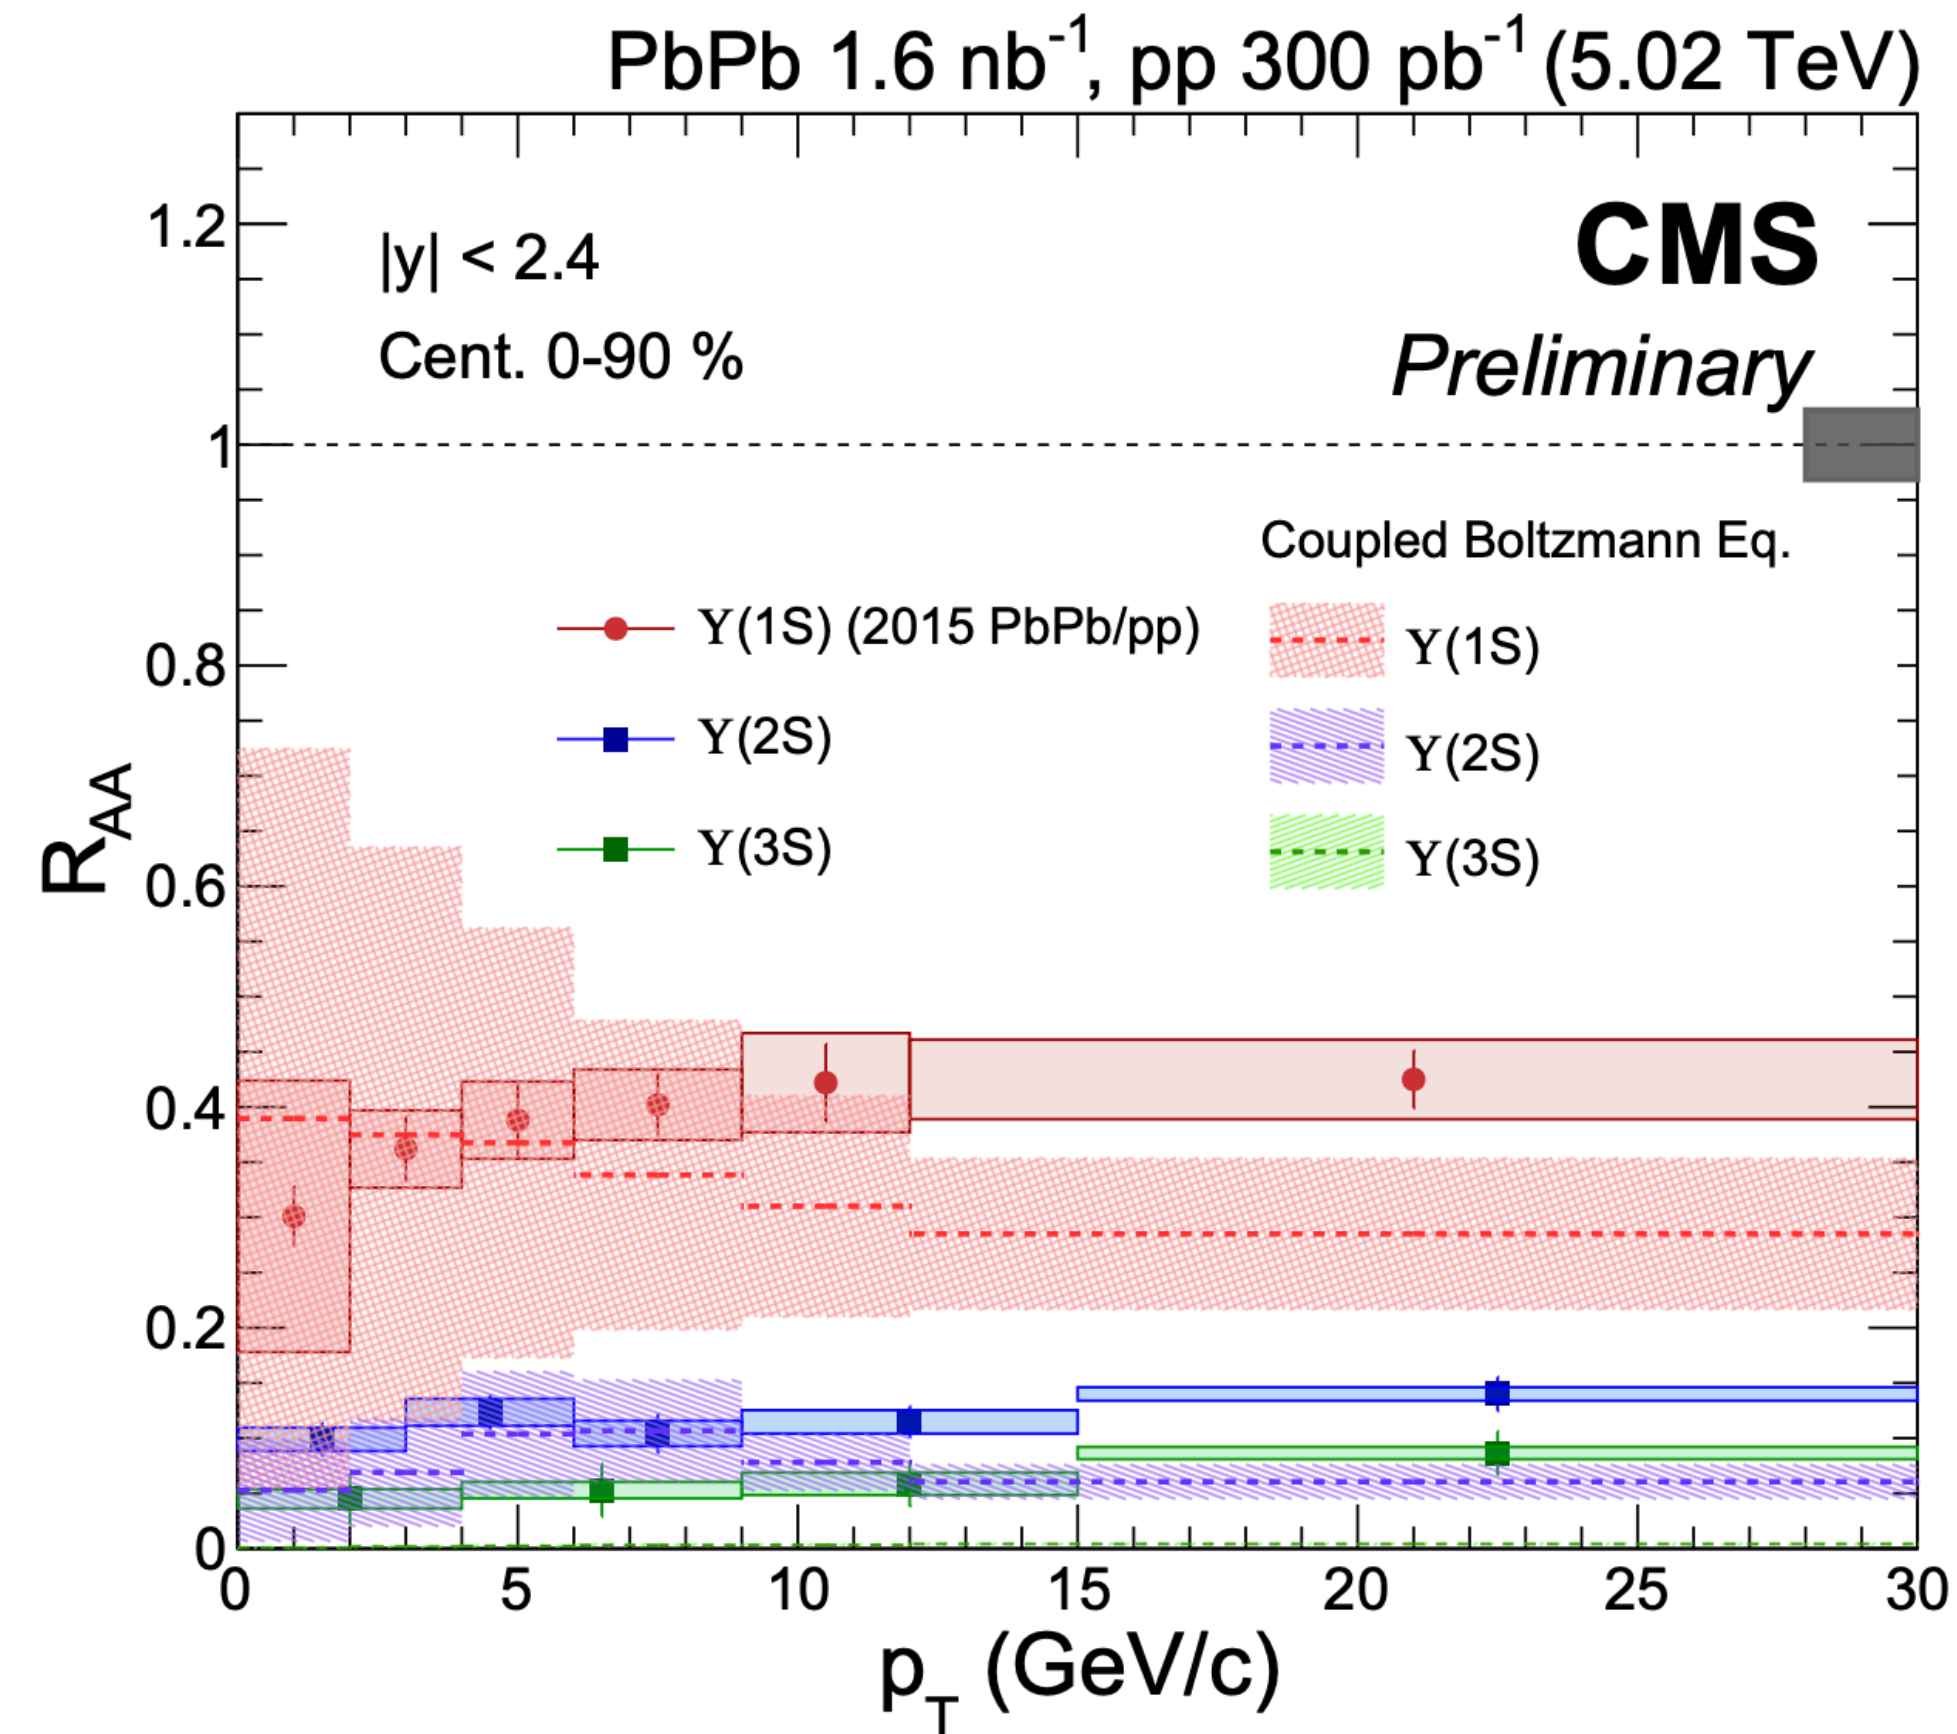 PbPb 1.6 nb⁻¹, pp 300 pb⁻¹ (5.02 TeV)
|y| < 2.4
Cent. 0-90 %
CMS
Preliminary
Coupled Boltzmann Eq.
ϒ(1S) (2015 PbPb/pp)
ϒ(2S)
ϒ(3S)
ϒ(1S)
ϒ(2S)
ϒ(3S)
R_AA
1.2
1
0.8
0.6
0.4
0.2
0
0 5 10 15 20 25 30
p_T (GeV/c)